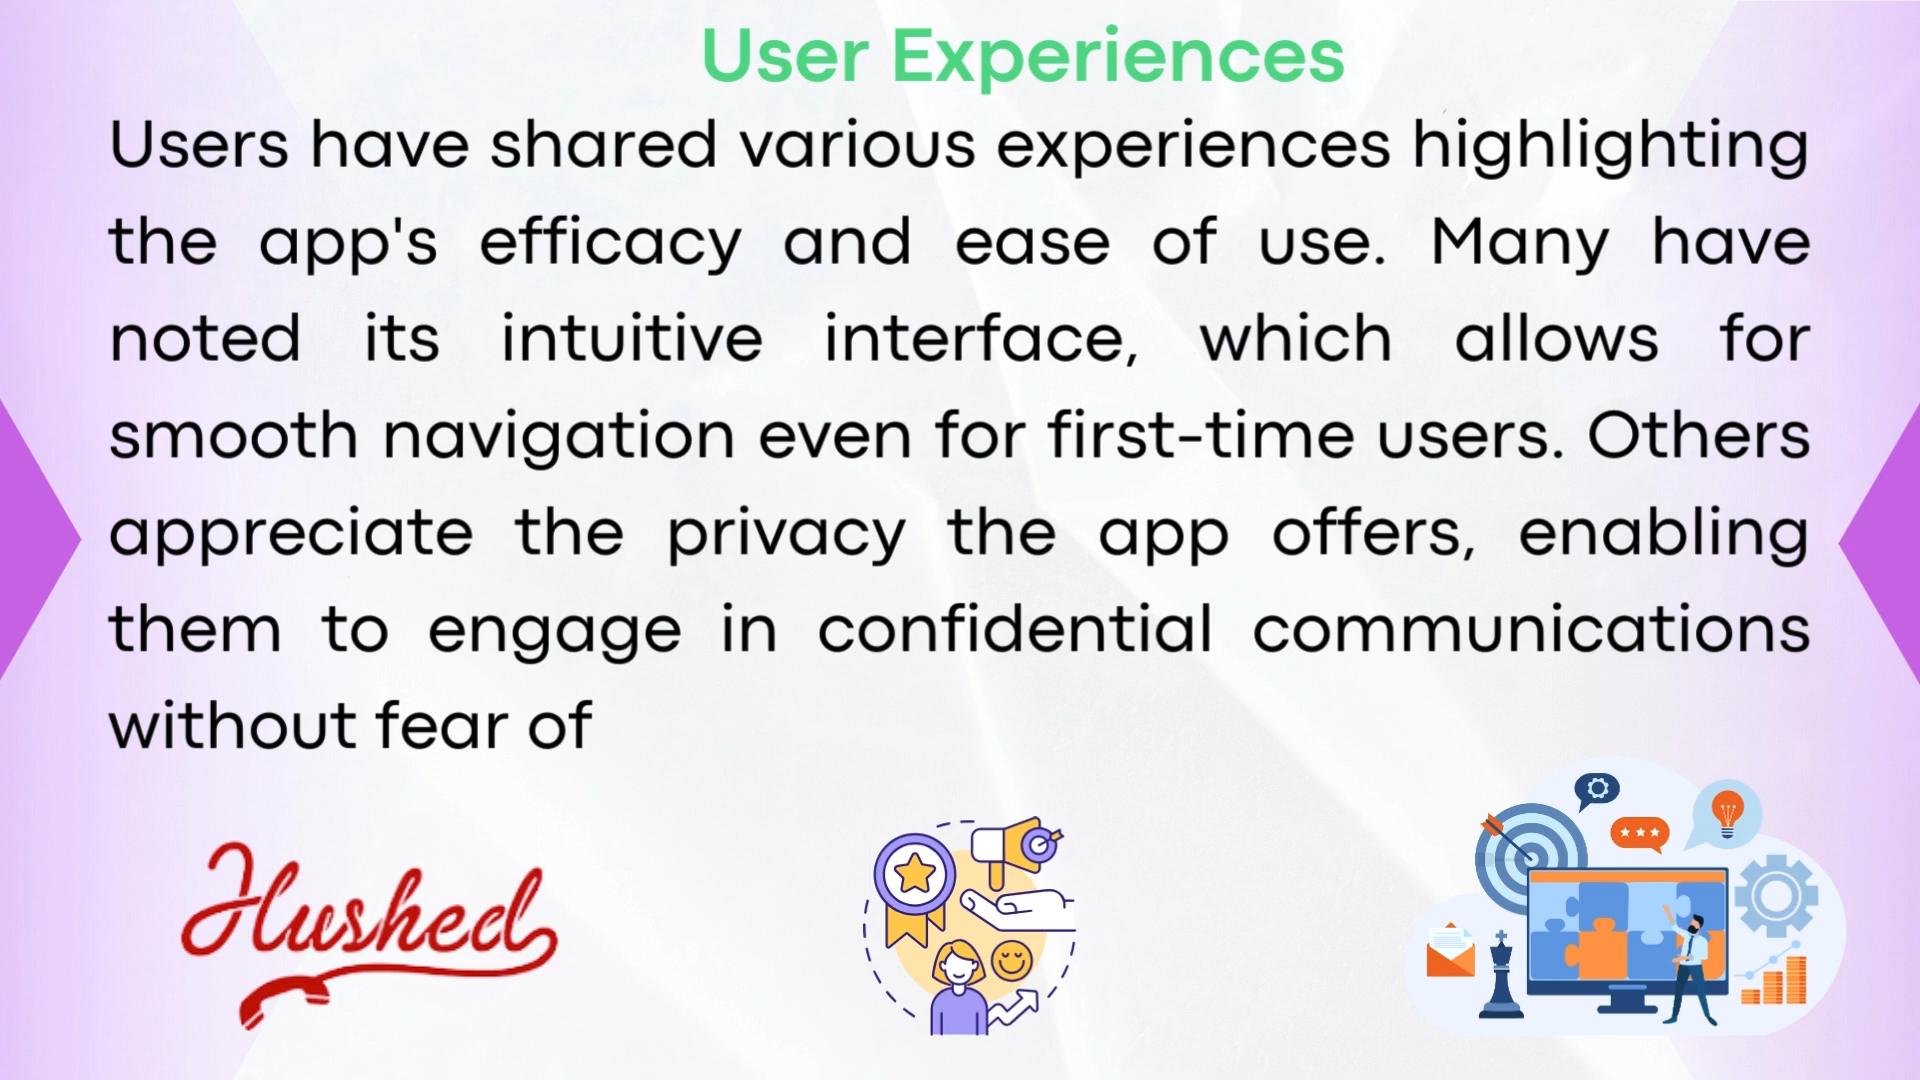 User Experiences
Users have shared various experiences highlighting
the app's efficacy and ease of use. Many have
noted its intuitive interface, which allows for
smooth navigation even for first-time users. Others
appreciate the privacy the app offers, enabling
them to engage in confidential communications
without fear of
Hushed